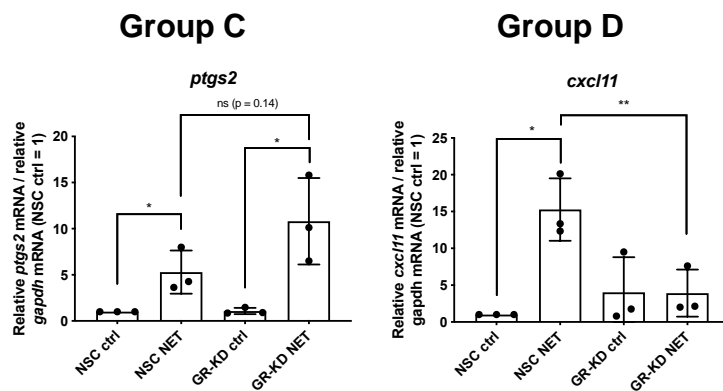 Group C
ptgs2
ns (p = 0.14)
*
*
Relative ptgs2 mRNA / relative
gapdh mRNA (NSC ctrl = 1)
20
15
10
5
0
NSC ctrl
NSC NET
GR-KD ctrl
GR-KD NET
Group D
cxcl11
**
*
Relative cxcl11 mRNA / relative
gapdh mRNA (NSC ctrl = 1)
25
20
15
10
5
0
NSC ctrl
NSC NET
GR-KD ctrl
GR-KD NET